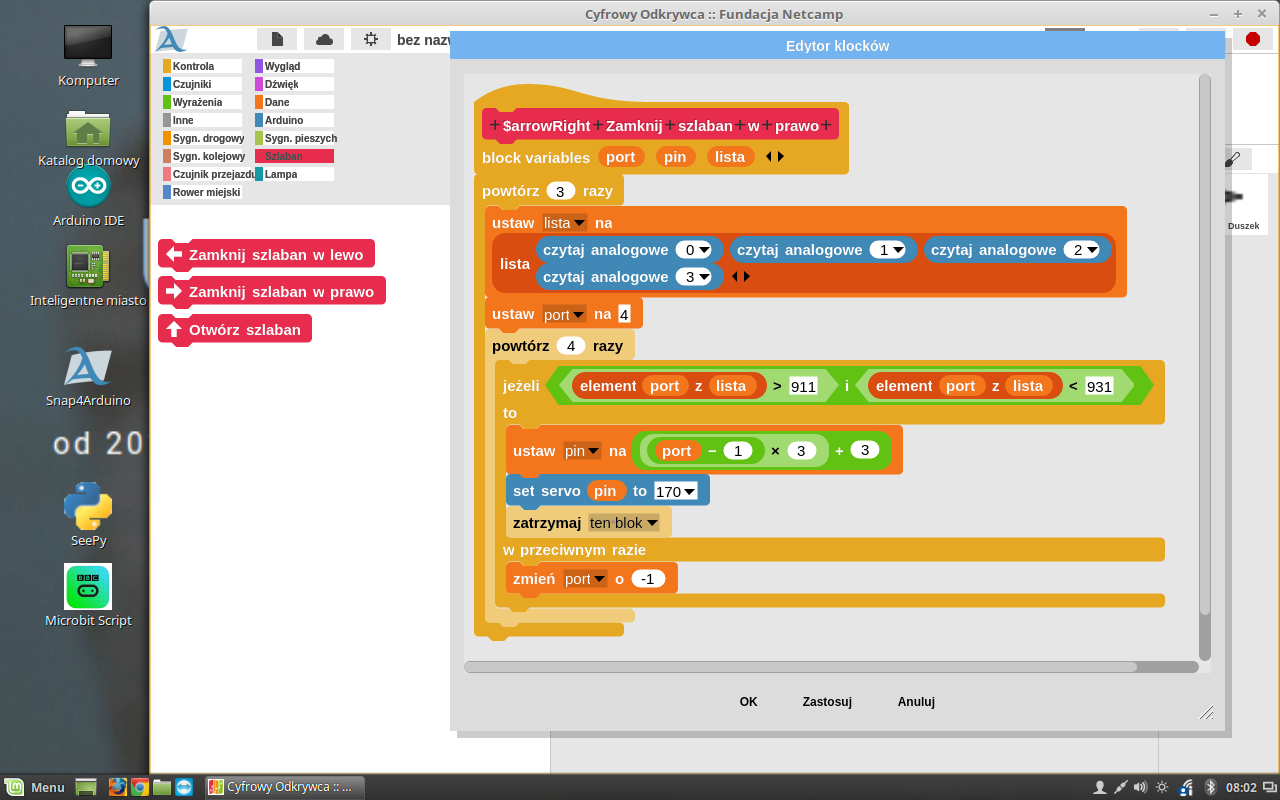 Cyfrowy Odkrywca :: Fundacja Netcamp
bez nazw
Edytor klocków
Komputer
Katalog domowy
Arduino IDE
Inteligentne miasto
Snap4Arduino
od 20
SeePy
BBC
Microbit Script
Kontrola
Wygląd
Czujniki
Dźwięk
Wyrażenia
Dane
Inne
Arduino
Sygn. drogowy
Sygn. pieszych
Sygn. kolejowy
Szlaban
Czujnik przejazdu
Lampa
Rower miejski
Zamknij szlaban w lewo
Zamknij szlaban w prawo
Otwórz szlaban
+ $arrowRight + Zamknij + szlaban + w + prawo +
block variables port pin lista
powtórz 3 razy
ustaw lista na
lista czytaj analogowe 0 czytaj analogowe 1 czytaj analogowe 2
czytaj analogowe 3
ustaw port na 4
powtórz 4 razy
jeżeli element port z lista > 911 i element port z lista < 931
to
ustaw pin na port − 1 × 3 + 3
set servo pin to 170
zatrzymaj ten blok
w przeciwnym razie
zmień port o -1
OK Zastosuj Anuluj
Duszek
Menu
Cyfrowy Odkrywca :: ...
08:02